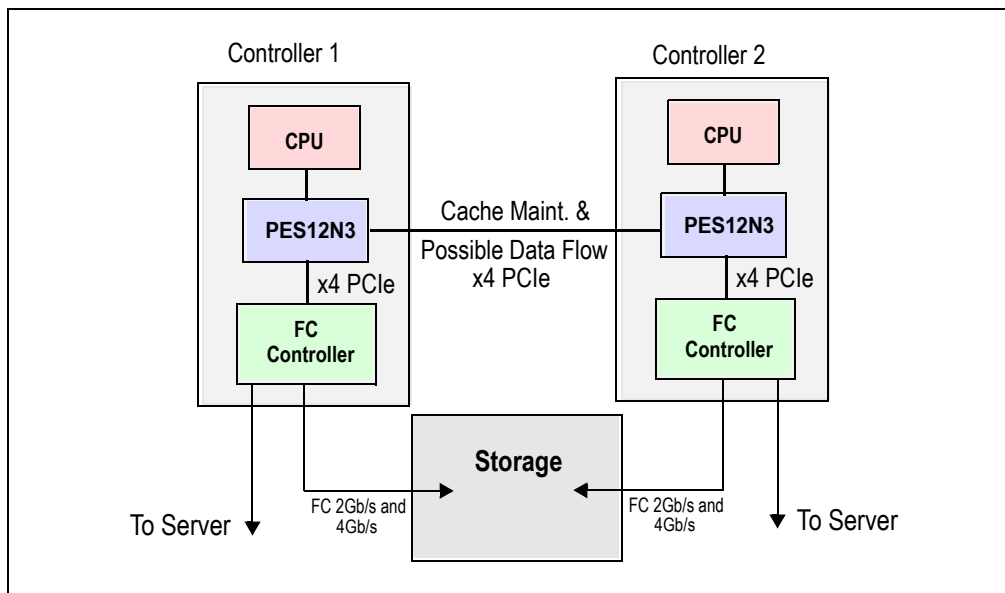 Controller 1
Controller 2
CPU
CPU
PES12N3
Cache Maint. &
Possible Data Flow
x4 PCIe
PES12N3
x4 PCIe
x4 PCIe
FC
Controller
FC
Controller
Storage
FC 2Gb/s and
4Gb/s
FC 2Gb/s and
4Gb/s
To Server
To Server